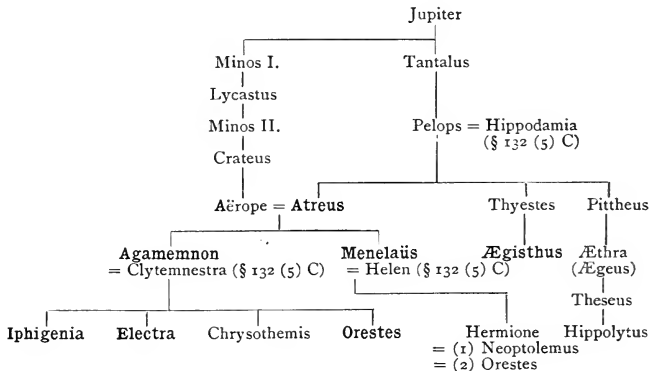 Jupiter
Minos I. Tantalus
Lycastus
Minos II. Pelops = Hippodamia
(§ 132 (5) C)
Crateus
Aërope = Atreus Thyestes Pittheus
Agamemnon Menelaüs Ægisthus Æthra
= Clytemnestra (§ 132 (5) C) = Helen (§ 132 (5) C) (Ægeus)
Theseus
Iphigenia Electra Chrysothemis Orestes Hermione Hippolytus
= (1) Neoptolemus
= (2) Orestes